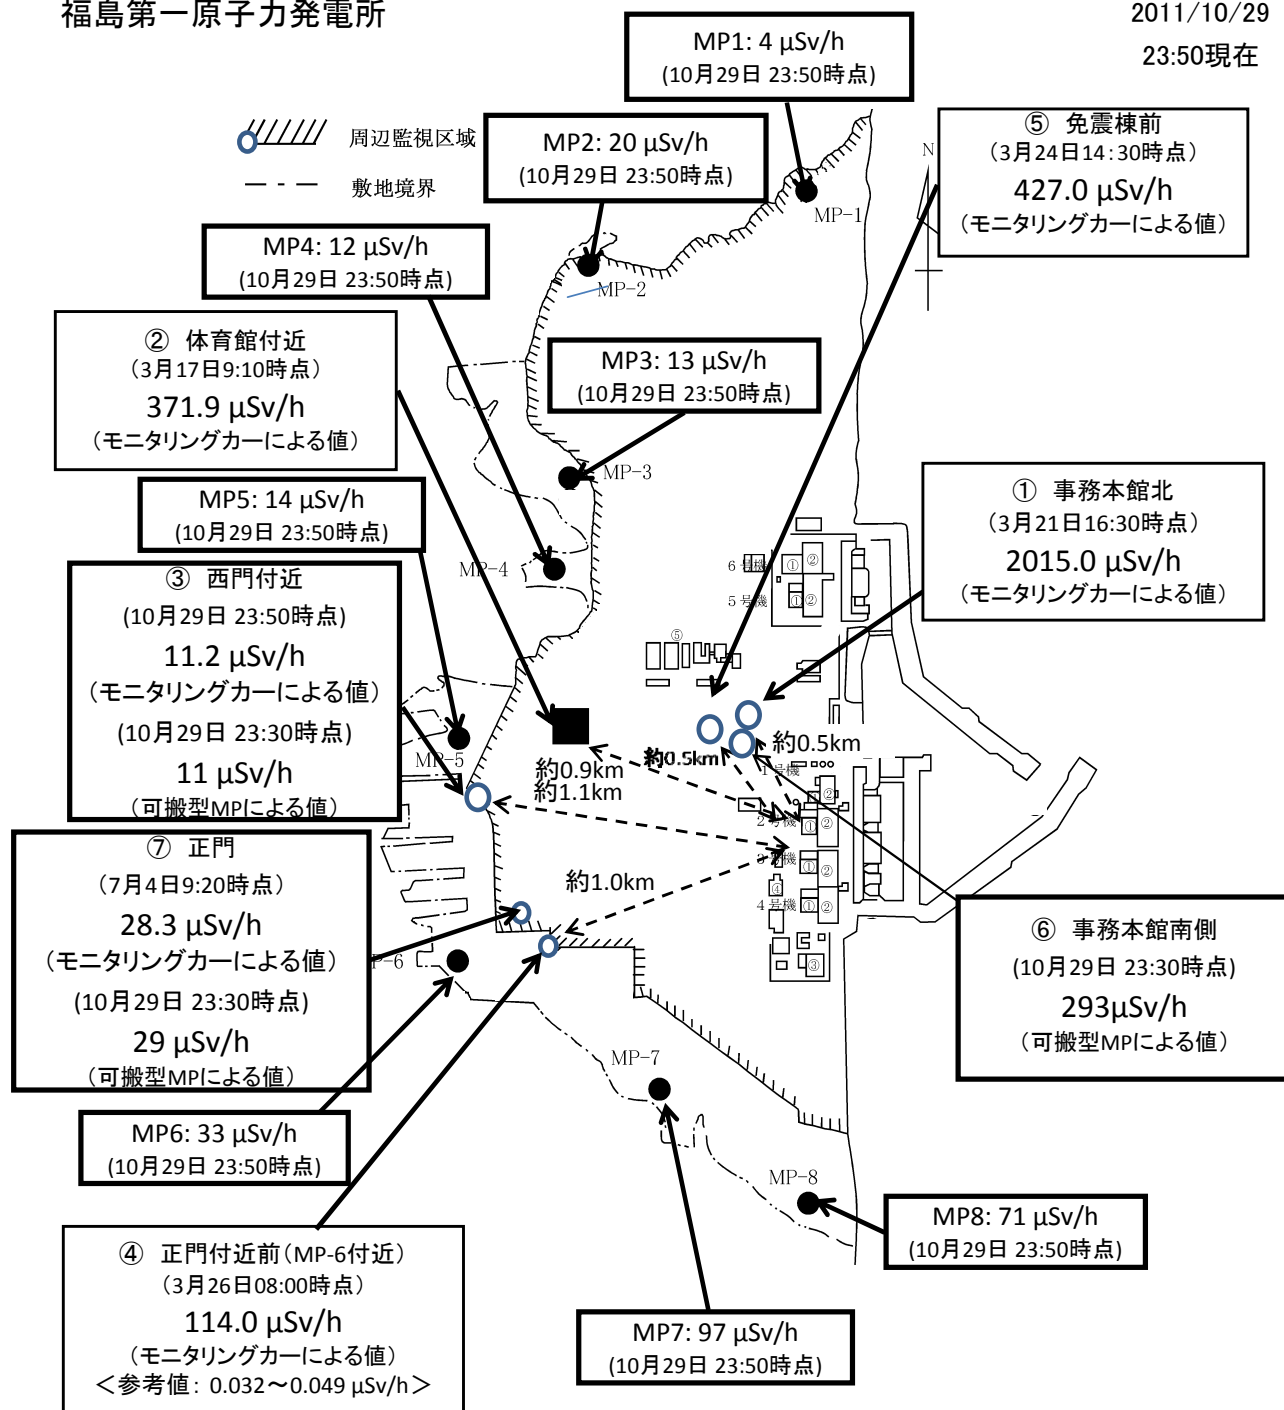 福島第一原子力発電所
2011/10/29
23:50現在
周辺監視区域
敷地境界
MP1: 4 μSv/h
(10月29日 23:50時点)
MP2: 20 μSv/h
(10月29日 23:50時点)
MP4: 12 μSv/h
(10月29日 23:50時点)
⑤ 免震棟前
(3月24日14:30時点)
427.0 μSv/h
(モニタリングカーによる値)
N
MP-1
MP-2
② 体育館付近
(3月17日9:10時点)
371.9 μSv/h
(モニタリングカーによる値)
MP3: 13 μSv/h
(10月29日 23:50時点)
MP-3
MP5: 14 μSv/h
(10月29日 23:50時点)
① 事務本館北
(3月21日16:30時点)
2015.0 μSv/h
(モニタリングカーによる値)
MP-4
6号機
① ②
5号機
① ②
⑤
③ 西門付近
(10月29日 23:50時点)
11.2 μSv/h
(モニタリングカーによる値)
(10月29日 23:30時点)
11 μSv/h
(可搬型MPによる値)
MP-5
約0.9km
約1.1km
約0.5km
約0.5km
1号機
②
2号機
① ②
3号機
① ②
④
4号機
① ②
③
約1.0km
⑦ 正門
(7月4日9:20時点)
28.3 μSv/h
(モニタリングカーによる値)
(10月29日 23:30時点)
29 μSv/h
(可搬型MPによる値)
P-6
⑥ 事務本館南側
(10月29日 23:30時点)
293μSv/h
(可搬型MPによる値)
MP-7
MP6: 33 μSv/h
(10月29日 23:50時点)
MP-8
MP8: 71 μSv/h
(10月29日 23:50時点)
④ 正門付近前(MP-6付近)
(3月26日08:00時点)
114.0 μSv/h
(モニタリングカーによる値)
<参考値: 0.032～0.049 μSv/h>
MP7: 97 μSv/h
(10月29日 23:50時点)